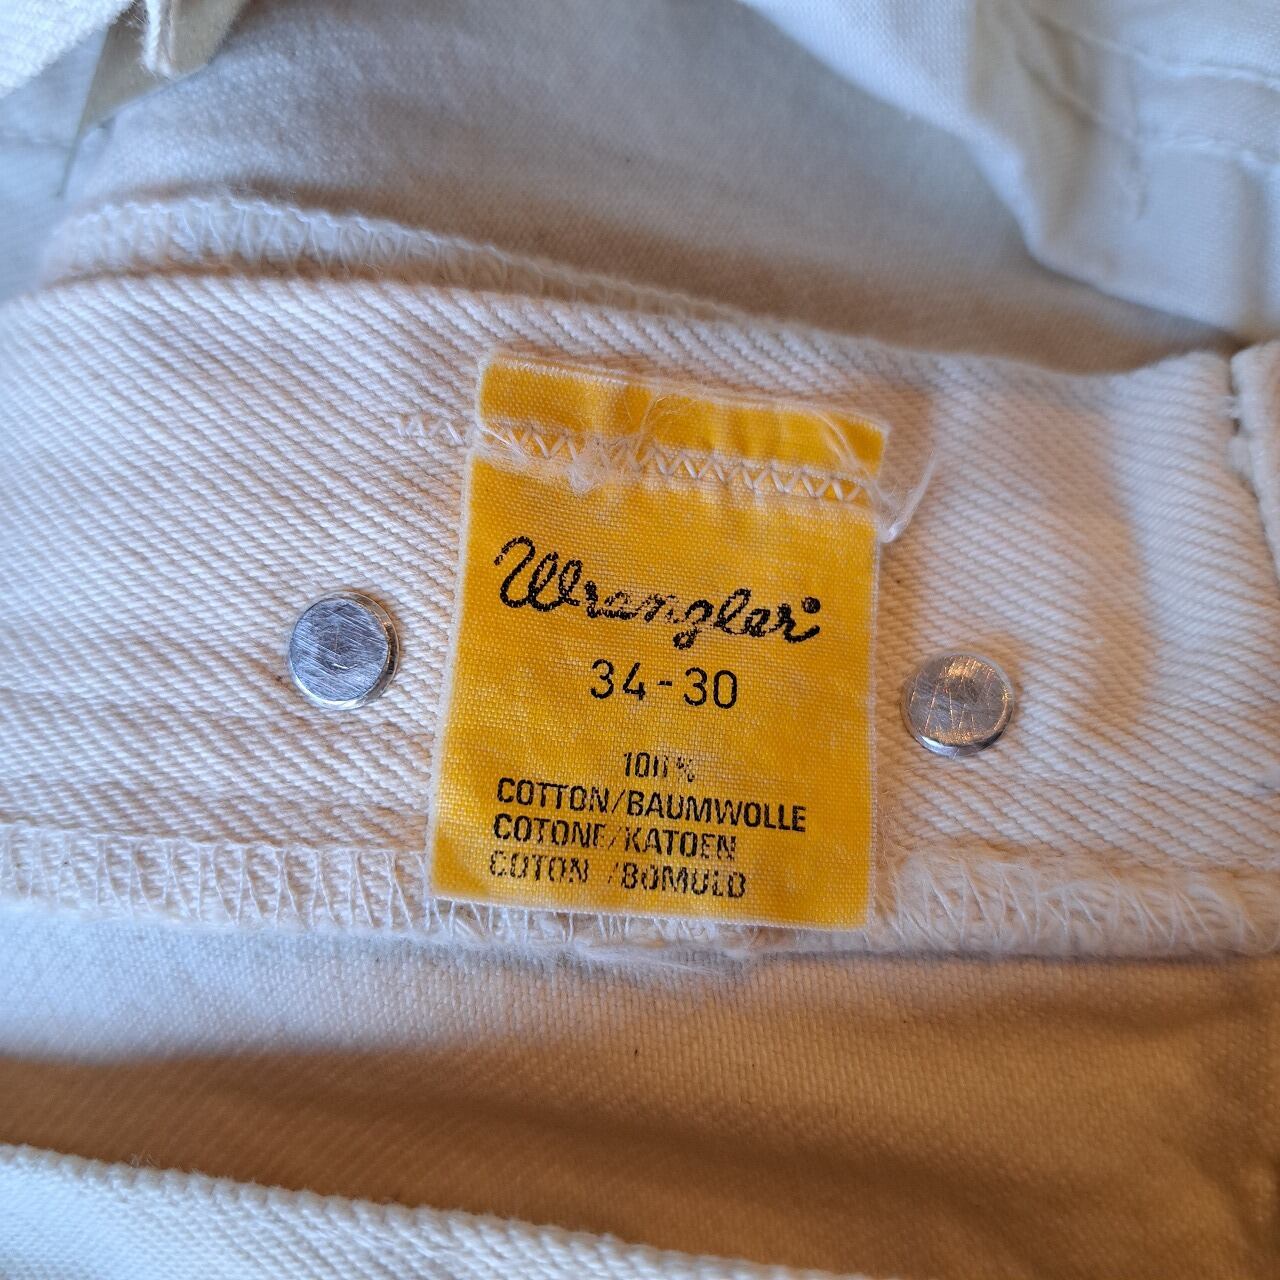 Wrangler®
34-30
100%
COTTON/BAUMWOLLE
COTONE/KATOEN
COTON /BOMULD